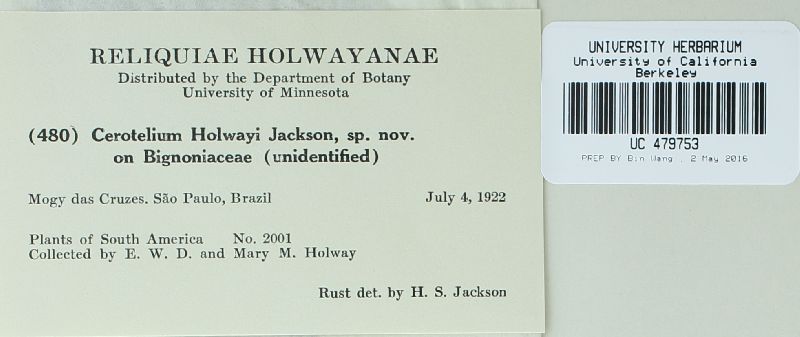 RELIQUIAE HOLWAYANAE
Distributed by the Department of Botany
University of Minnesota
(480) Cerotelium Holwayi Jackson, sp. nov.
on Bignoniaceae (unidentified)
Mogy das Cruzes. São Paulo, Brazil July 4, 1922
Plants of South America No. 2001
Collected by E. W. D. and Mary M. Holway
Rust det. by H. S. Jackson
UNIVERSITY HERBARIUM
University of California
Berkeley
UC 479753
PREP BY Bin Wang . 2 May 2016